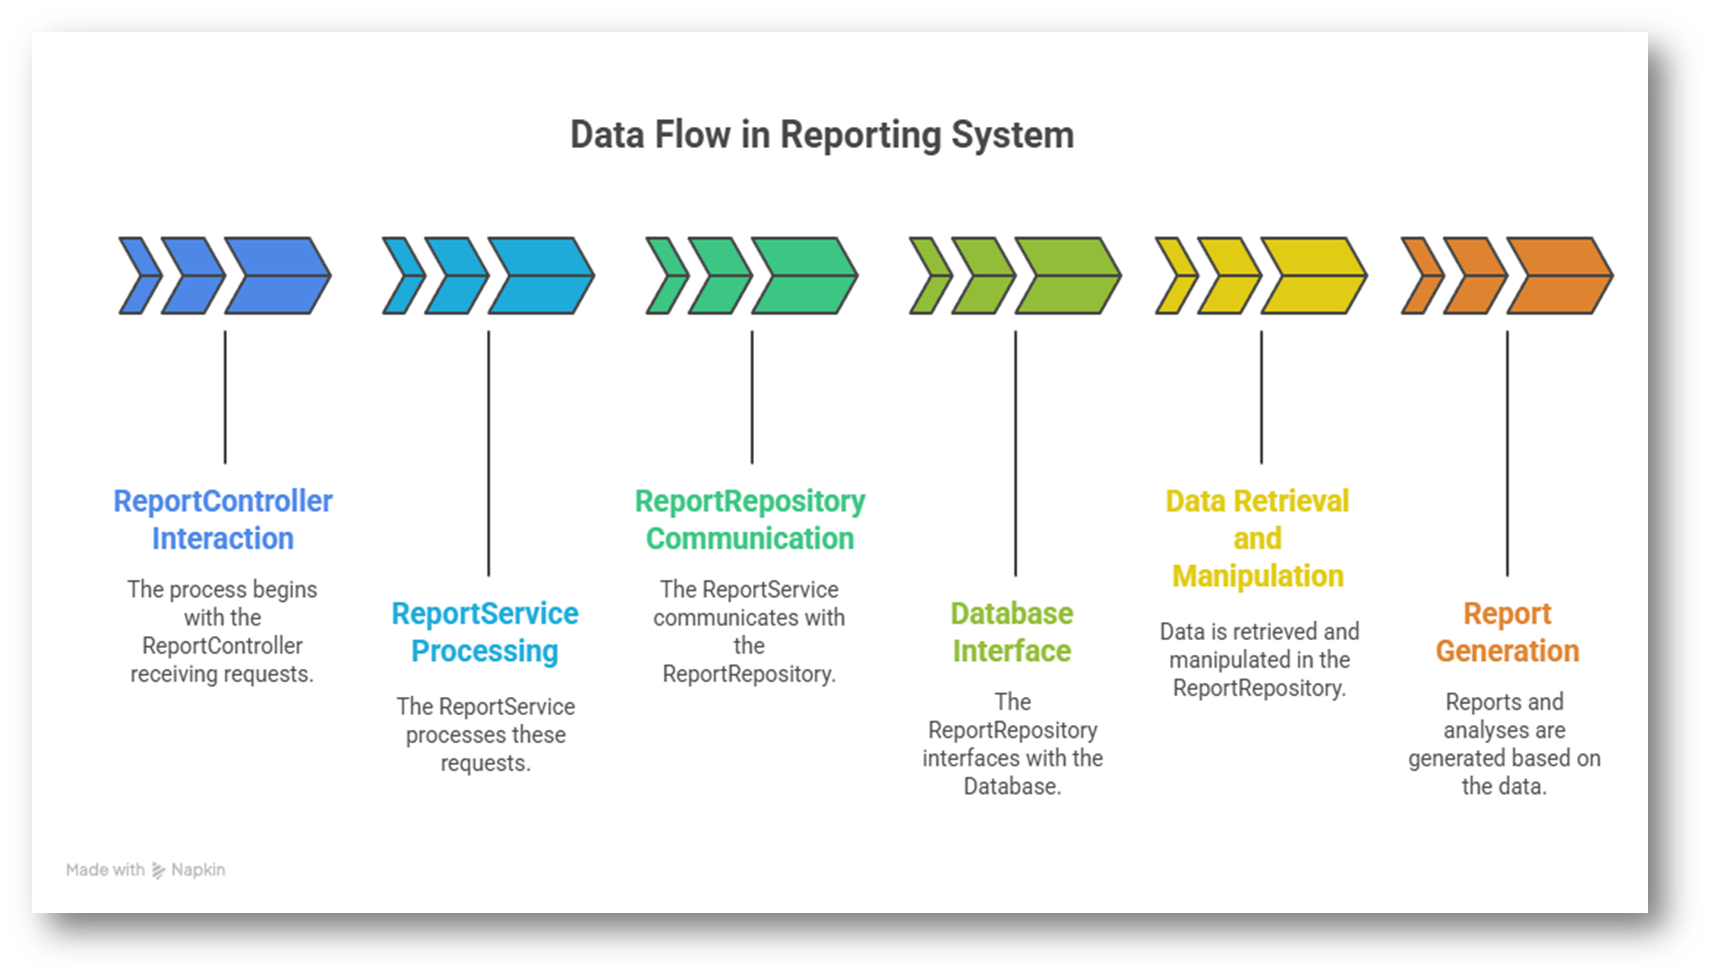 Data Flow in Reporting System
ReportController
Interaction
The process begins
with the
ReportController
receiving requests.
ReportService
Processing
The ReportService
processes these
requests.
ReportRepository
Communication
The ReportService
communicates with
the
ReportRepository.
Database
Interface
The
ReportRepository
interfaces with the
Database.
Data Retrieval
and
Manipulation
Data is retrieved and
manipulated in the
ReportRepository.
Report
Generation
Reports and
analyses are
generated based on
the data.
Made with Napkin